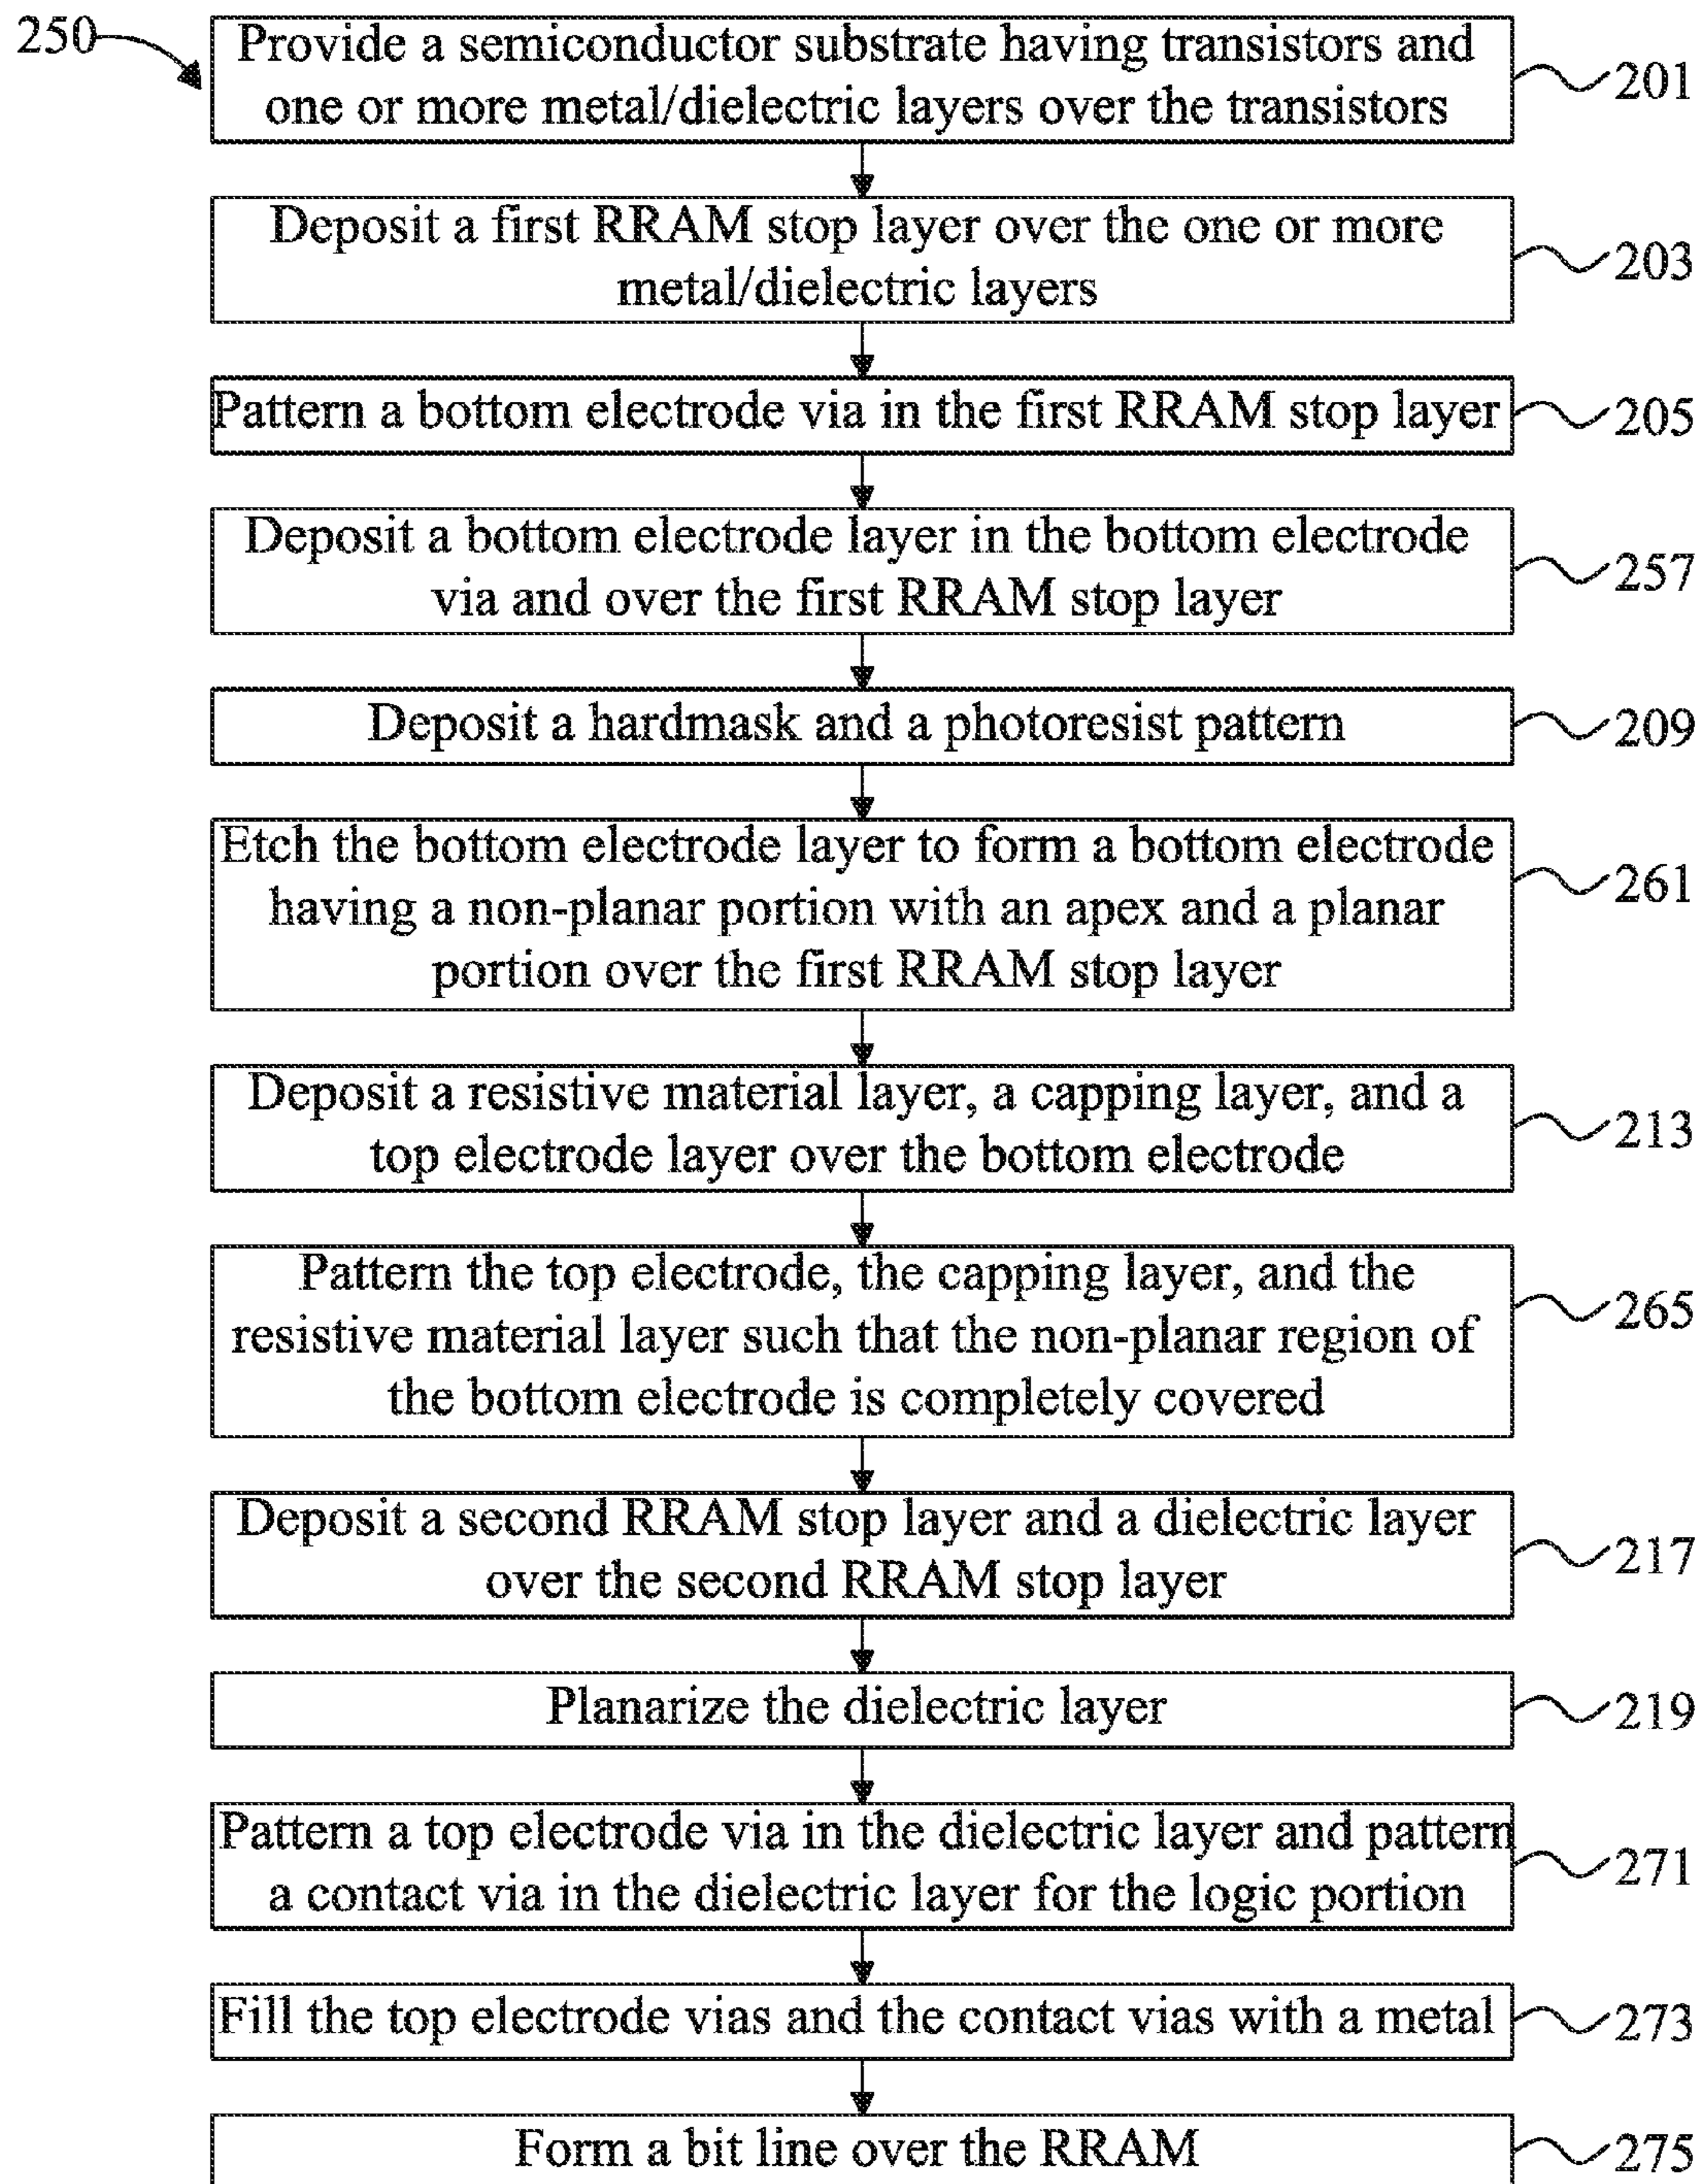 250
Provide a semiconductor substrate having transistors and
one or more metal/dielectric layers over the transistors
201
Deposit a first RRAM stop layer over the one or more
metal/dielectric layers
203
Pattern a bottom electrode via in the first RRAM stop layer
205
Deposit a bottom electrode layer in the bottom electrode
via and over the first RRAM stop layer
257
Deposit a hardmask and a photoresist pattern
209
Etch the bottom electrode layer to form a bottom electrode
having a non-planar portion with an apex and a planar
portion over the first RRAM stop layer
261
Deposit a resistive material layer, a capping layer, and a
top electrode layer over the bottom electrode
213
Pattern the top electrode, the capping layer, and the
resistive material layer such that the non-planar region of
the bottom electrode is completely covered
265
Deposit a second RRAM stop layer and a dielectric layer
over the second RRAM stop layer
217
Planarize the dielectric layer
219
Pattern a top electrode via in the dielectric layer and pattern
a contact via in the dielectric layer for the logic portion
271
Fill the top electrode vias and the contact vias with a metal
273
Form a bit line over the RRAM
275